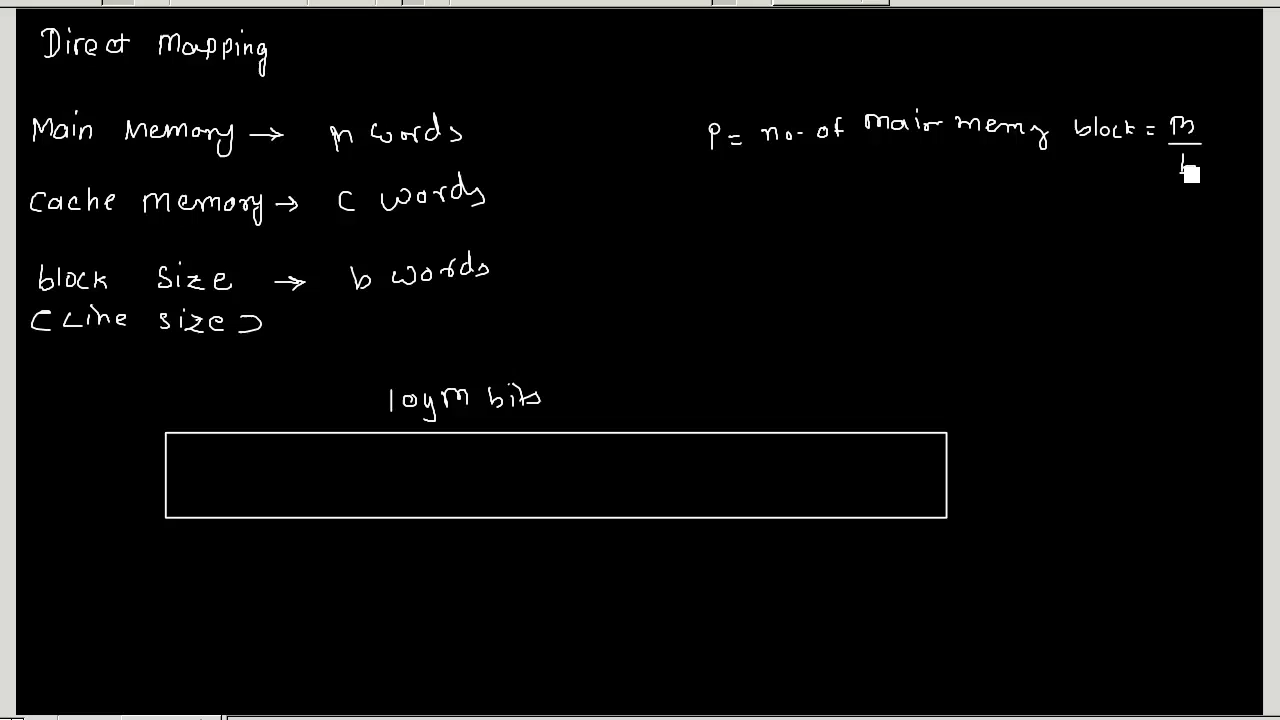 Direct Mapping
Main Memory → m words
P = no. of main memory block = m/b
Cache memory → C words
block size → b words
(Line size)
logm bits